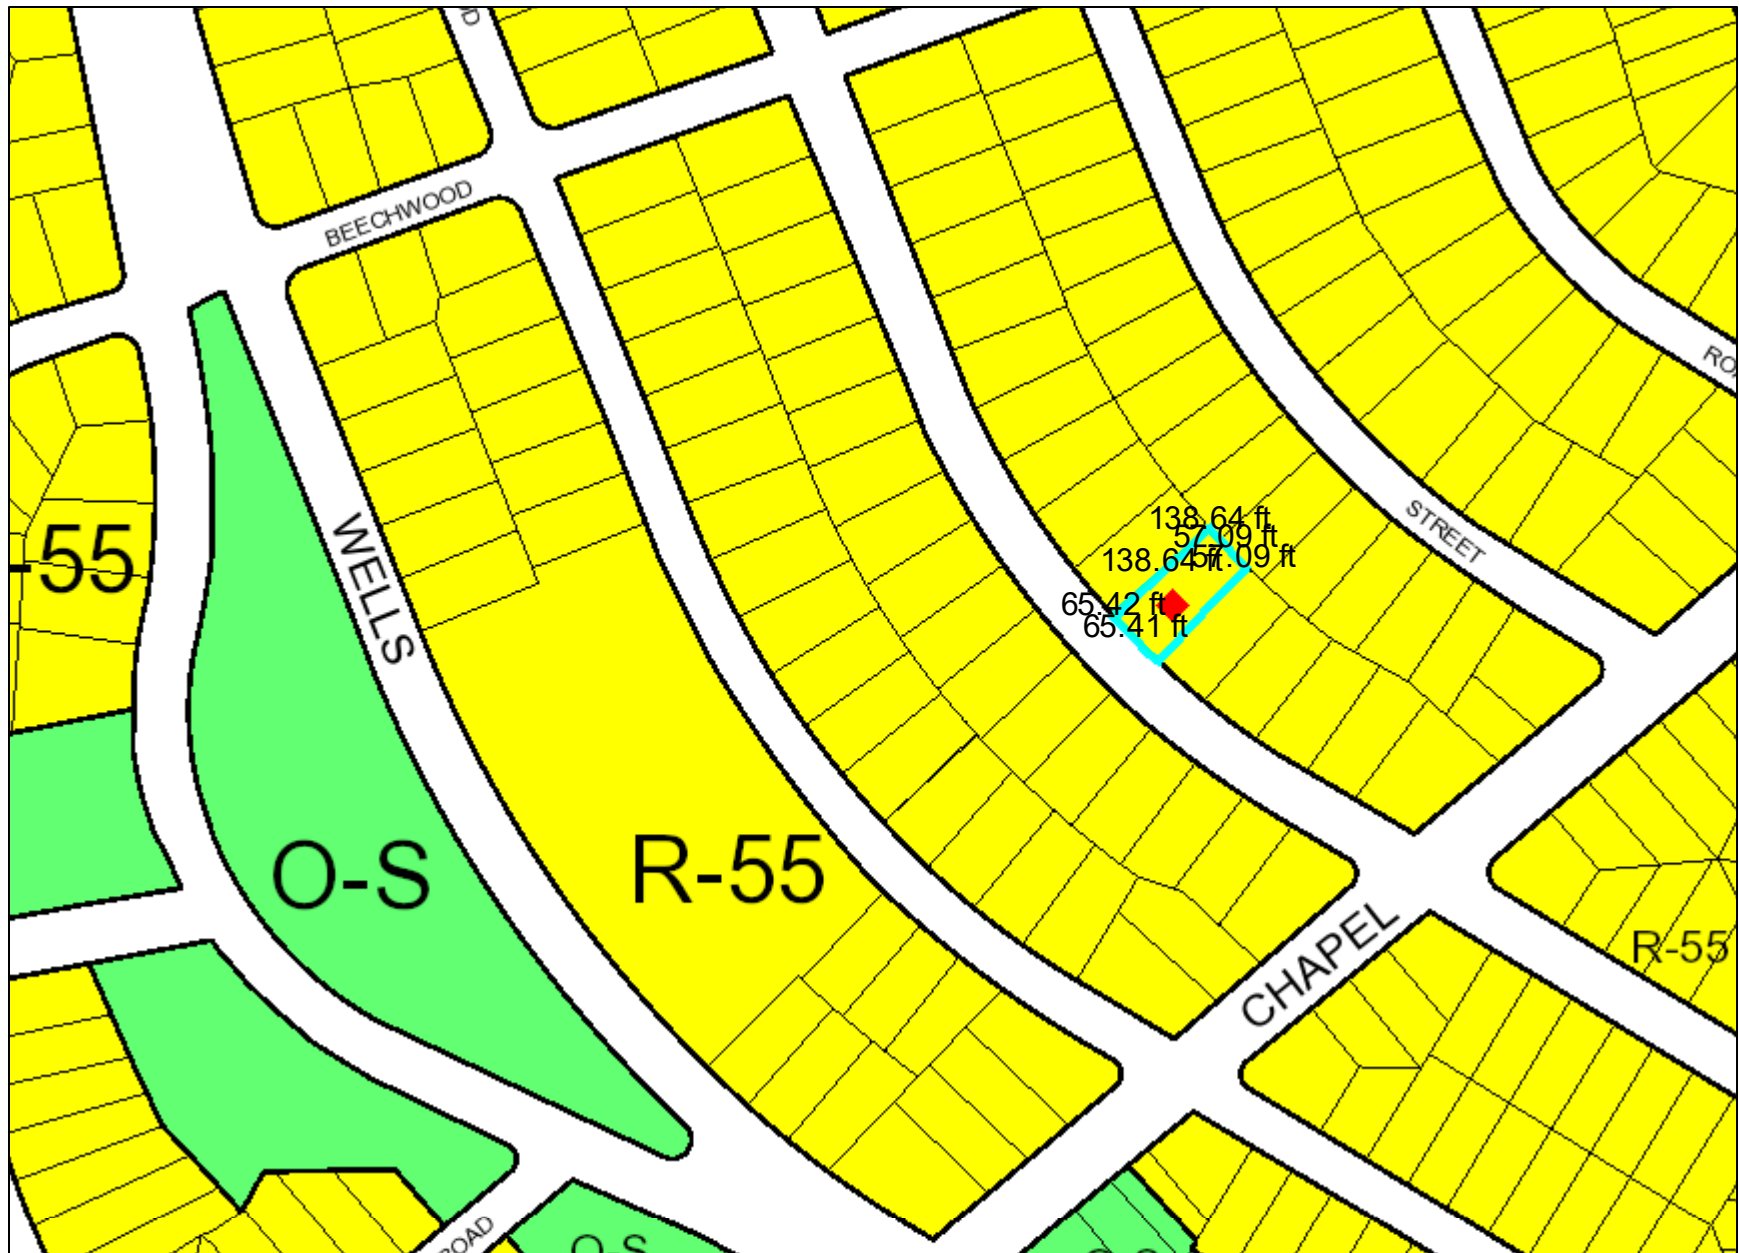 BEECHWOOD
ROA
STREET
WELLS
-55
138.64 ft
57.09 ft
138.64 ft
57.09 ft
65.42 ft
65.41 ft
O-S
R-55
CHAPEL
R-55
ROAD
O-S